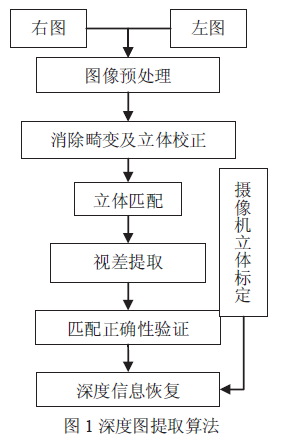 右图
左图
图像预处理
消除畸变及立体校正
立体匹配
摄像机立体标定
视差提取
匹配正确性验证
深度信息恢复
图 1 深度图提取算法